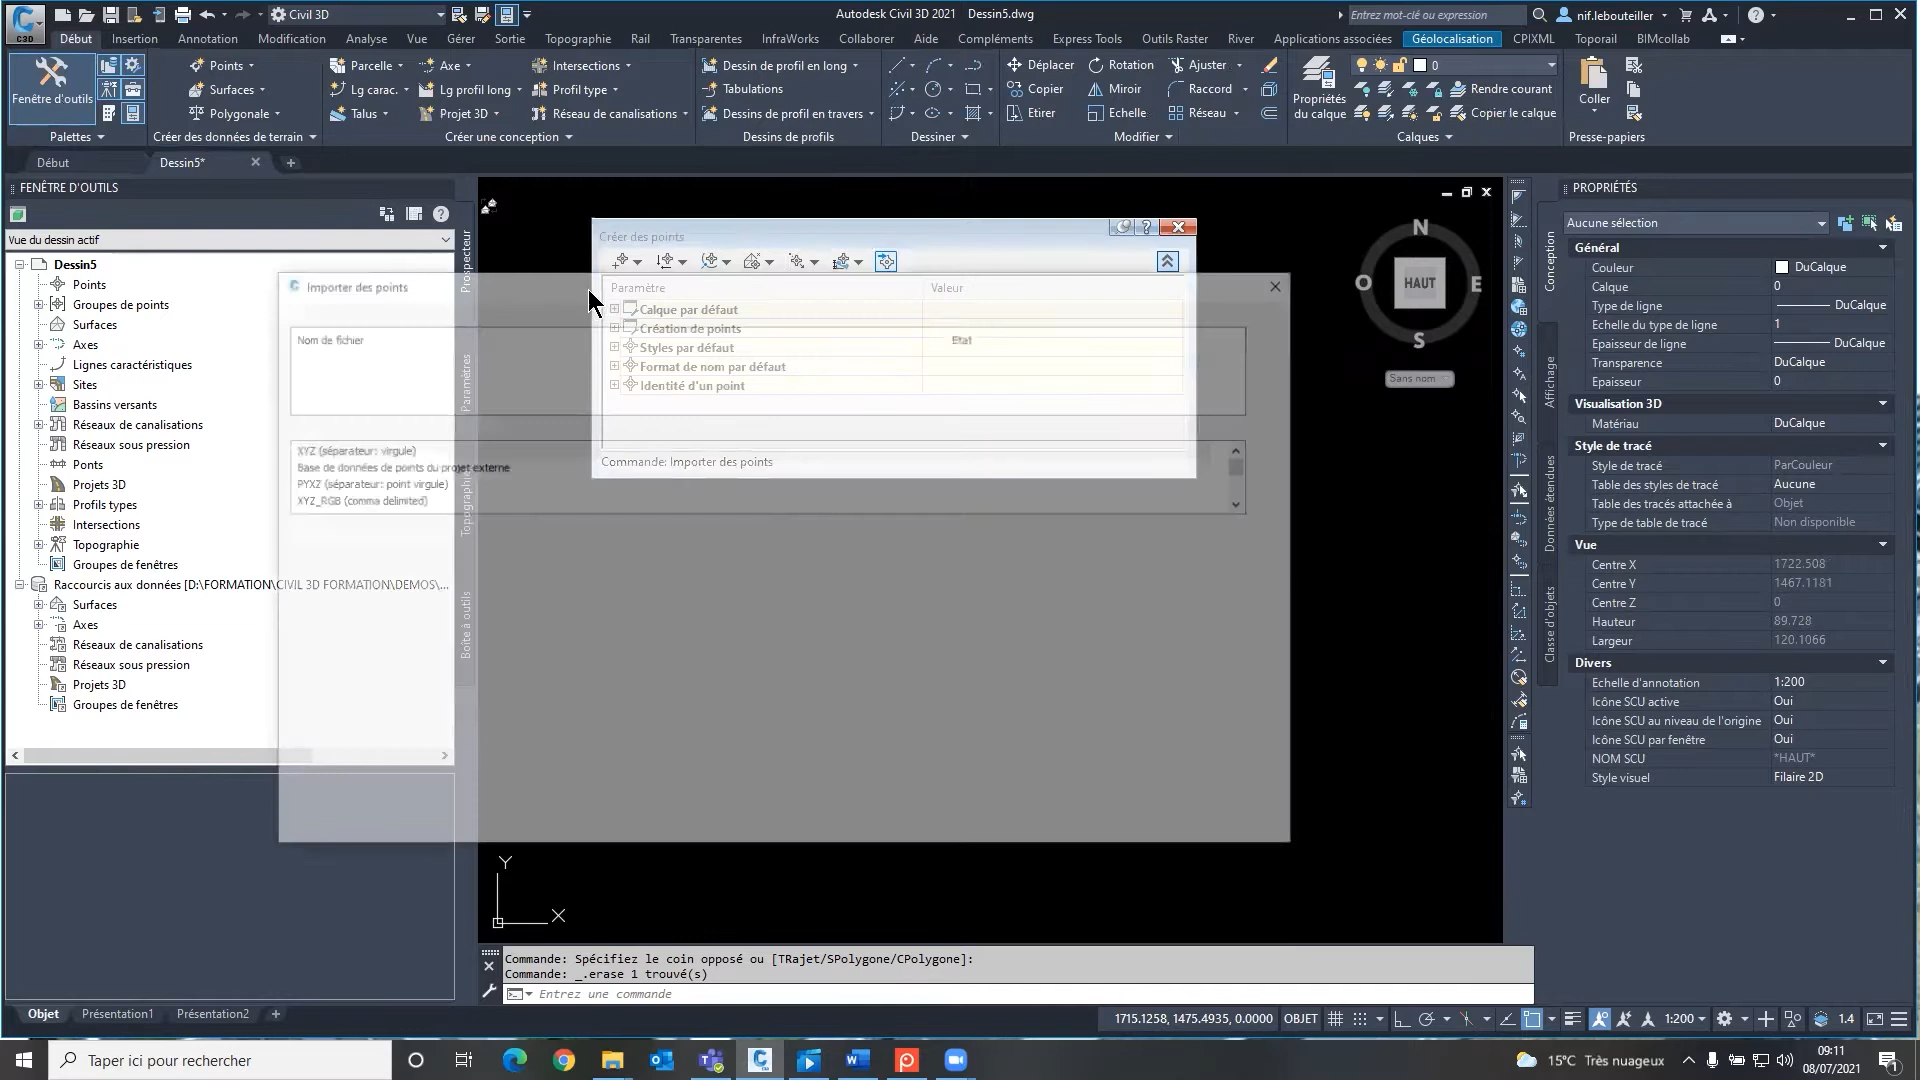 Civil 3D
Autodesk Civil 3D 2021 Dessin5.dwg
Entrez mot-clé ou expression
nif.lebouteiller
C3D
Début Insertion Annotation Modification Analyse Vue Gérer Sortie Topographie Rail Transparentes InfraWorks Collaborer Aide Compléments Express Tools Outils Raster River Applications associées Géolocalisation CPIXML Toporail BIMcollab
Points Parcelle Axe Intersections Dessin de profil en long Déplacer Rotation Ajuster 0
Surfaces Lg carac. Lg profil long Profil type Tabulations Copier Miroir Raccord Rendre courant
Fenêtre d'outils Propriétés du calque Coller
Polygonale Talus Projet 3D Réseau de canalisations Dessins de profil en travers Etirer Echelle Réseau Copier le calque
Palettes Créer des données de terrain Créer une conception Dessins de profils Dessiner Modifier Calques Presse-papiers
Début Dessin5*
FENÊTRE D'OUTILS
Vue du dessin actif
Dessin5
Points
Groupes de points
Surfaces
Axes
Lignes caractéristiques
Sites
Bassins versants
Réseaux de canalisations
Réseaux sous pression
Ponts
Projets 3D
Profils types
Intersections
Topographie
Groupes de fenêtres
Raccourcis aux données [D:\FORMATION\CIVIL 3D FORMATION\DEMOS\...
Surfaces
Axes
Réseaux de canalisations
Réseaux sous pression
Projets 3D
Groupes de fenêtres
Prospecteur
Paramètres
Topographie
Boîte à outils
Créer des points
Importer des points
Paramètre Valeur
Calque par défaut
Création de points
Nom de fichier Etat
Styles par défaut
Format de nom par défaut
Identité d'un point
XYZ (séparateur: virgule)
Commande: Importer des points
Base de données de points du projet externe
PYXZ (séparateur: point virgule)
XYZ_RGB (comma delimited)
N
O HAUT E
S
Sans nom
Y
X
PROPRIÉTÉS
Aucune sélection
Conception
Affichage
Données étendues
Classe d'objets
Général
Couleur DuCalque
Calque 0
Type de ligne DuCalque
Echelle du type de ligne 1
Epaisseur de ligne DuCalque
Transparence DuCalque
Epaisseur 0
Visualisation 3D
Matériau DuCalque
Style de tracé
Style de tracé ParCouleur
Table des styles de tracé Aucune
Table des tracés attachée à Objet
Type de table de tracé Non disponible
Vue
Centre X 1722.508
Centre Y 1467.1181
Centre Z 0
Hauteur 89.728
Largeur 120.1066
Divers
Echelle d'annotation 1:200
Icône SCU active Oui
Icône SCU au niveau de l'origine Oui
Icône SCU par fenêtre Oui
NOM SCU *HAUT*
Style visuel Filaire 2D
Commande: Spécifiez le coin opposé ou [TRajet/SPolygone/CPolygone]:
Commande: _.erase 1 trouvé(s)
Entrez une commande
Objet Présentation1 Présentation2
1715.1258, 1475.4935, 0.0000 OBJET 1:200 1.4
Taper ici pour rechercher
15°C Très nuageux
09:11
08/07/2021
1